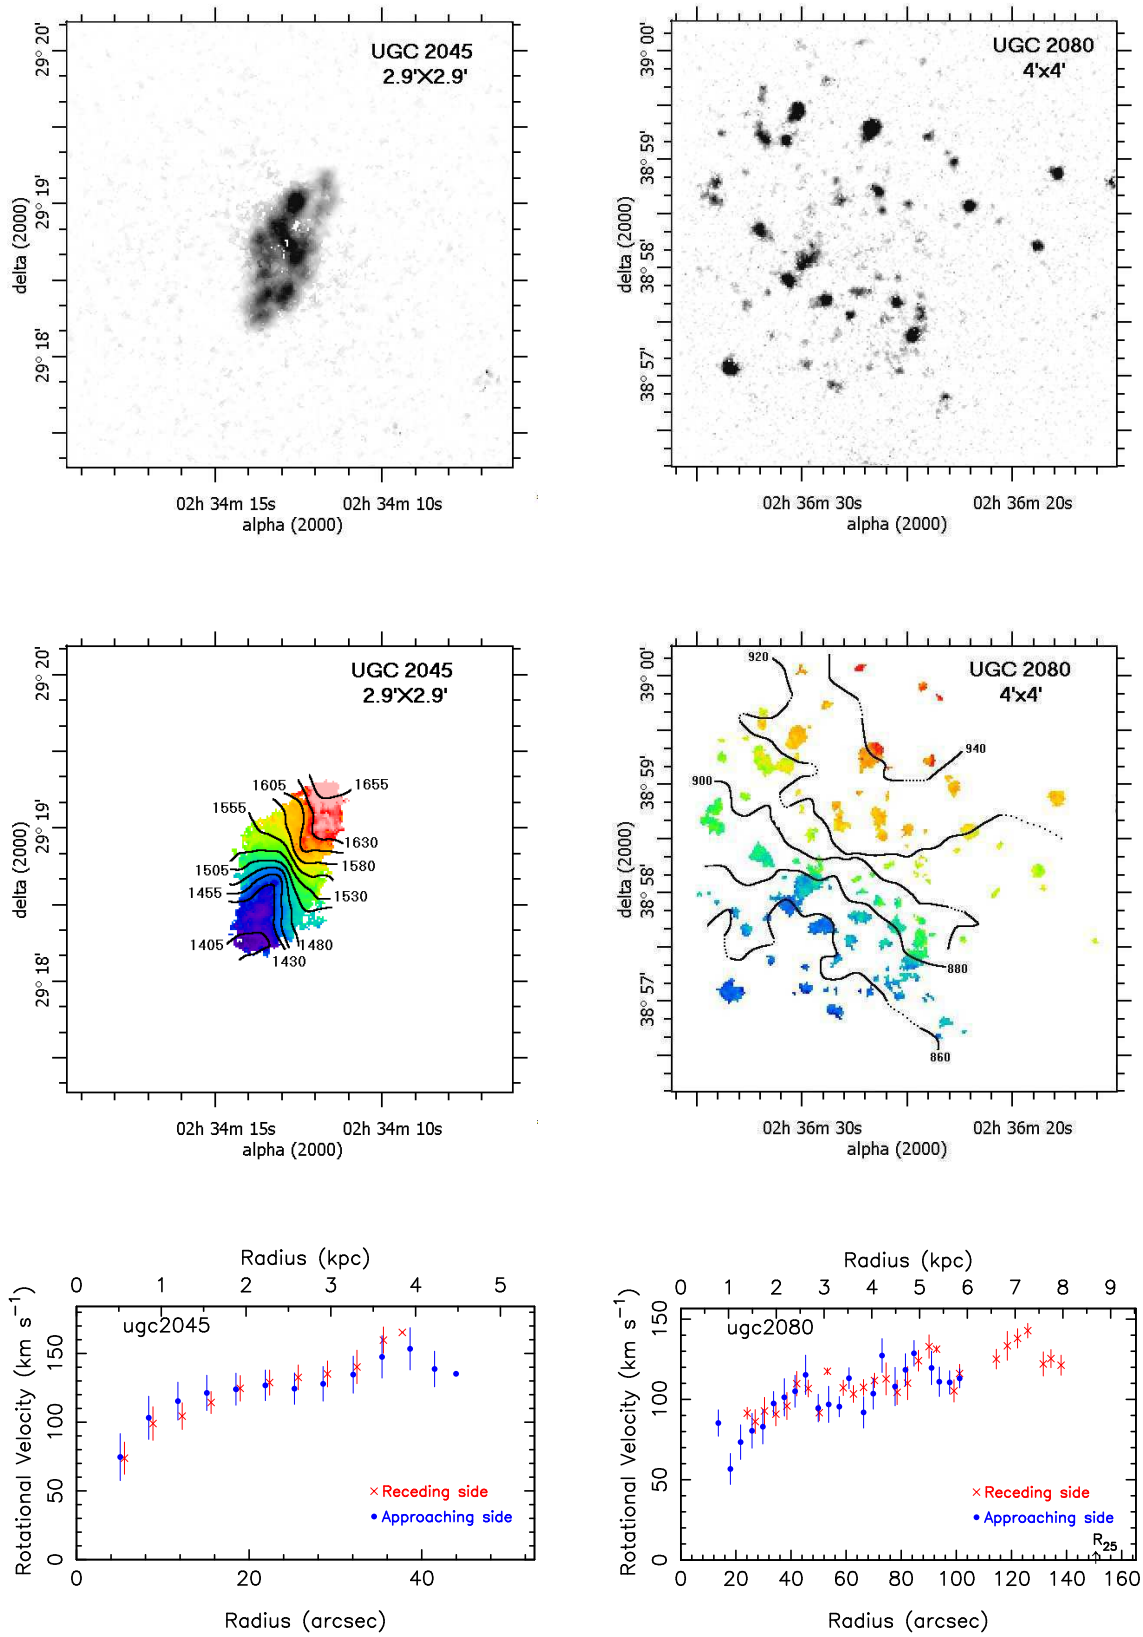 UGC 2045
2.9'X2.9'
29° 20'
29° 19'
29° 18'
delta (2000)
02h 34m 15s
02h 34m 10s
alpha (2000)
UGC 2080
4'x4'
39° 00'
38° 59'
38° 58'
38° 57'
delta (2000)
02h 36m 30s
02h 36m 20s
alpha (2000)
UGC 2045
2.9'X2.9'
29° 20'
29° 19'
29° 18'
delta (2000)
1605
1655
1555
1630
1580
1505
1455
1530
1405
1480
1430
02h 34m 15s
02h 34m 10s
alpha (2000)
UGC 2080
4'x4'
39° 00'
38° 59'
38° 58'
38° 57'
delta (2000)
920
940
900
880
860
02h 36m 30s
02h 36m 20s
alpha (2000)
Radius (kpc)
0 1 2 3 4 5
ugc2045
Rotational Velocity (km s⁻¹)
150
100
50
0
Receding side
Approaching side
0 20 40
Radius (arcsec)
Radius (kpc)
0 1 2 3 4 5 6 7 8 9
ugc2080
Rotational Velocity (km s⁻¹)
150
100
50
0
Receding side
Approaching side
R25
0 20 40 60 80 100 120 140 160
Radius (arcsec)